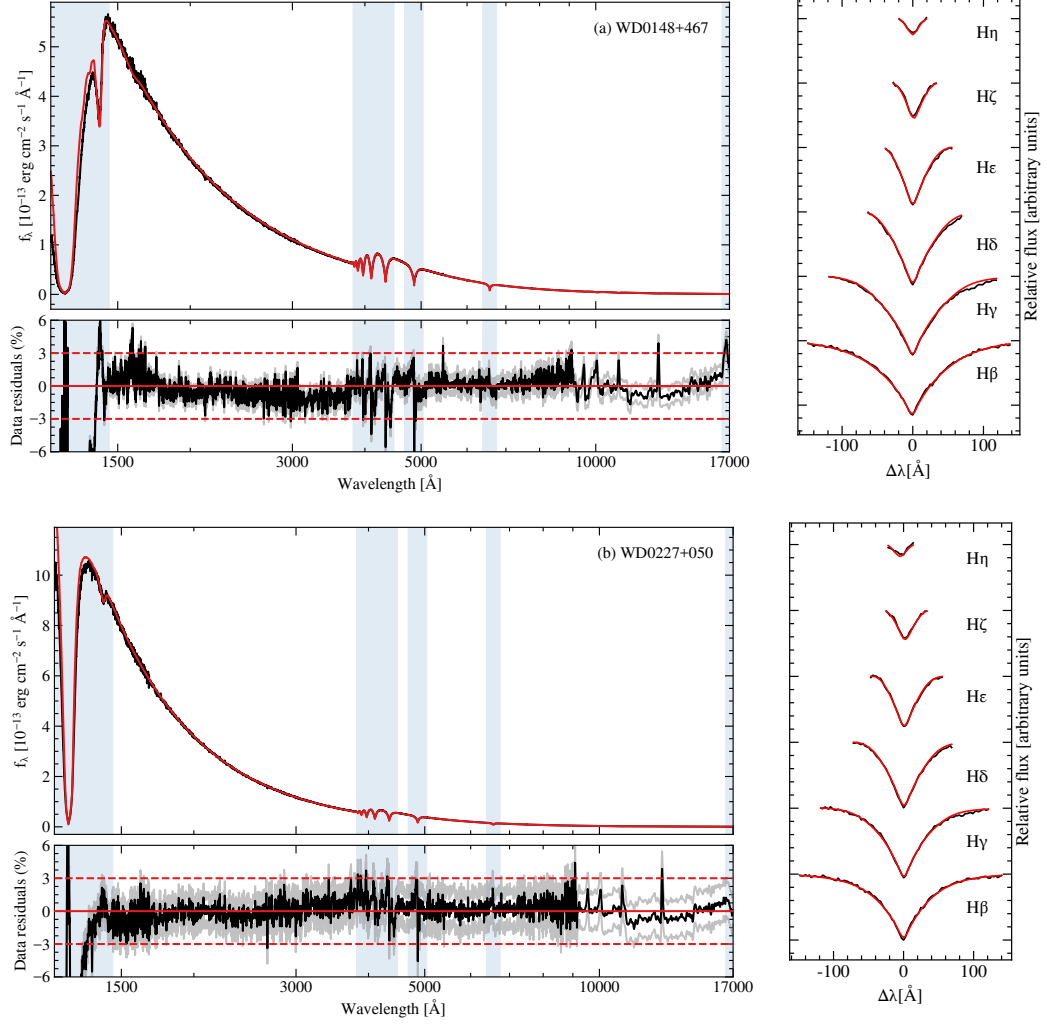 (a) WD0148+467
5
4
3
2
1
0
fλ [10⁻¹³ erg cm⁻² s⁻¹ Å⁻¹]
6
3
0
−3
−6
Data residuals (%)
1500 3000 5000 10000 17000
Wavelength [Å]
Hη
Hζ
Hε
Hδ
Hγ
Hβ
Relative flux [arbitrary units]
-100 0 100
Δλ[Å]
(b) WD0227+050
10
8
6
4
2
0
fλ [10⁻¹³ erg cm⁻² s⁻¹ Å⁻¹]
6
3
0
−3
−6
Data residuals (%)
1500 3000 5000 10000 17000
Wavelength [Å]
Hη
Hζ
Hε
Hδ
Hγ
Hβ
Relative flux [arbitrary units]
-100 0 100
Δλ[Å]